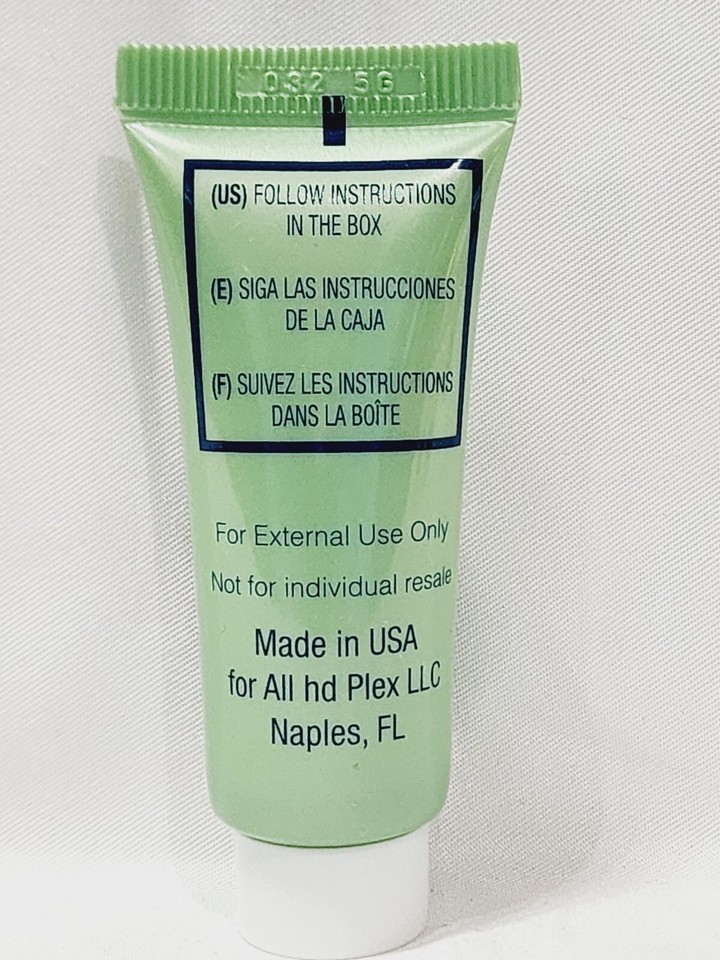 032 5G
(US) FOLLOW INSTRUCTIONS
IN THE BOX
(E) SIGA LAS INSTRUCCIONES
DE LA CAJA
(F) SUIVEZ LES INSTRUCTIONS
DANS LA BOÎTE
For External Use Only
Not for individual resale
Made in USA
for All hd Plex LLC
Naples, FL